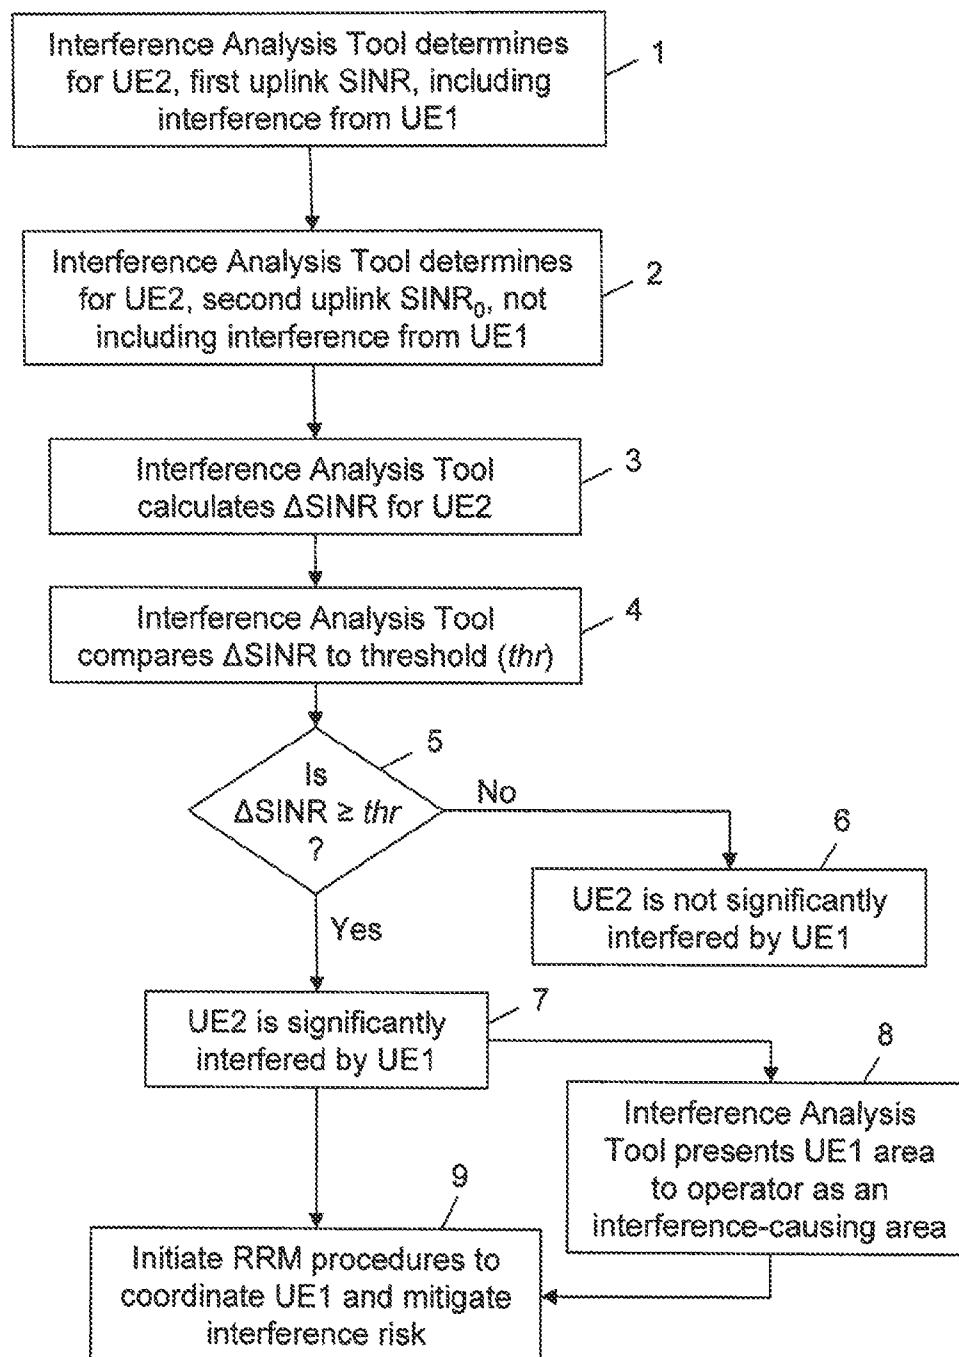 Interference Analysis Tool determines
for UE2, first uplink SINR, including
interference from UE1
1
Interference Analysis Tool determines
for UE2, second uplink SINR₀, not
including interference from UE1
2
Interference Analysis Tool
calculates ΔSINR for UE2
3
Interference Analysis Tool
compares ΔSINR to threshold (thr)
4
Is
ΔSINR ≥ thr
?
5
No
6
UE2 is not significantly
interfered by UE1
Yes
UE2 is significantly
interfered by UE1
7
8
Interference Analysis
Tool presents UE1 area
to operator as an
interference-causing area
9
Initiate RRM procedures to
coordinate UE1 and mitigate
interference risk